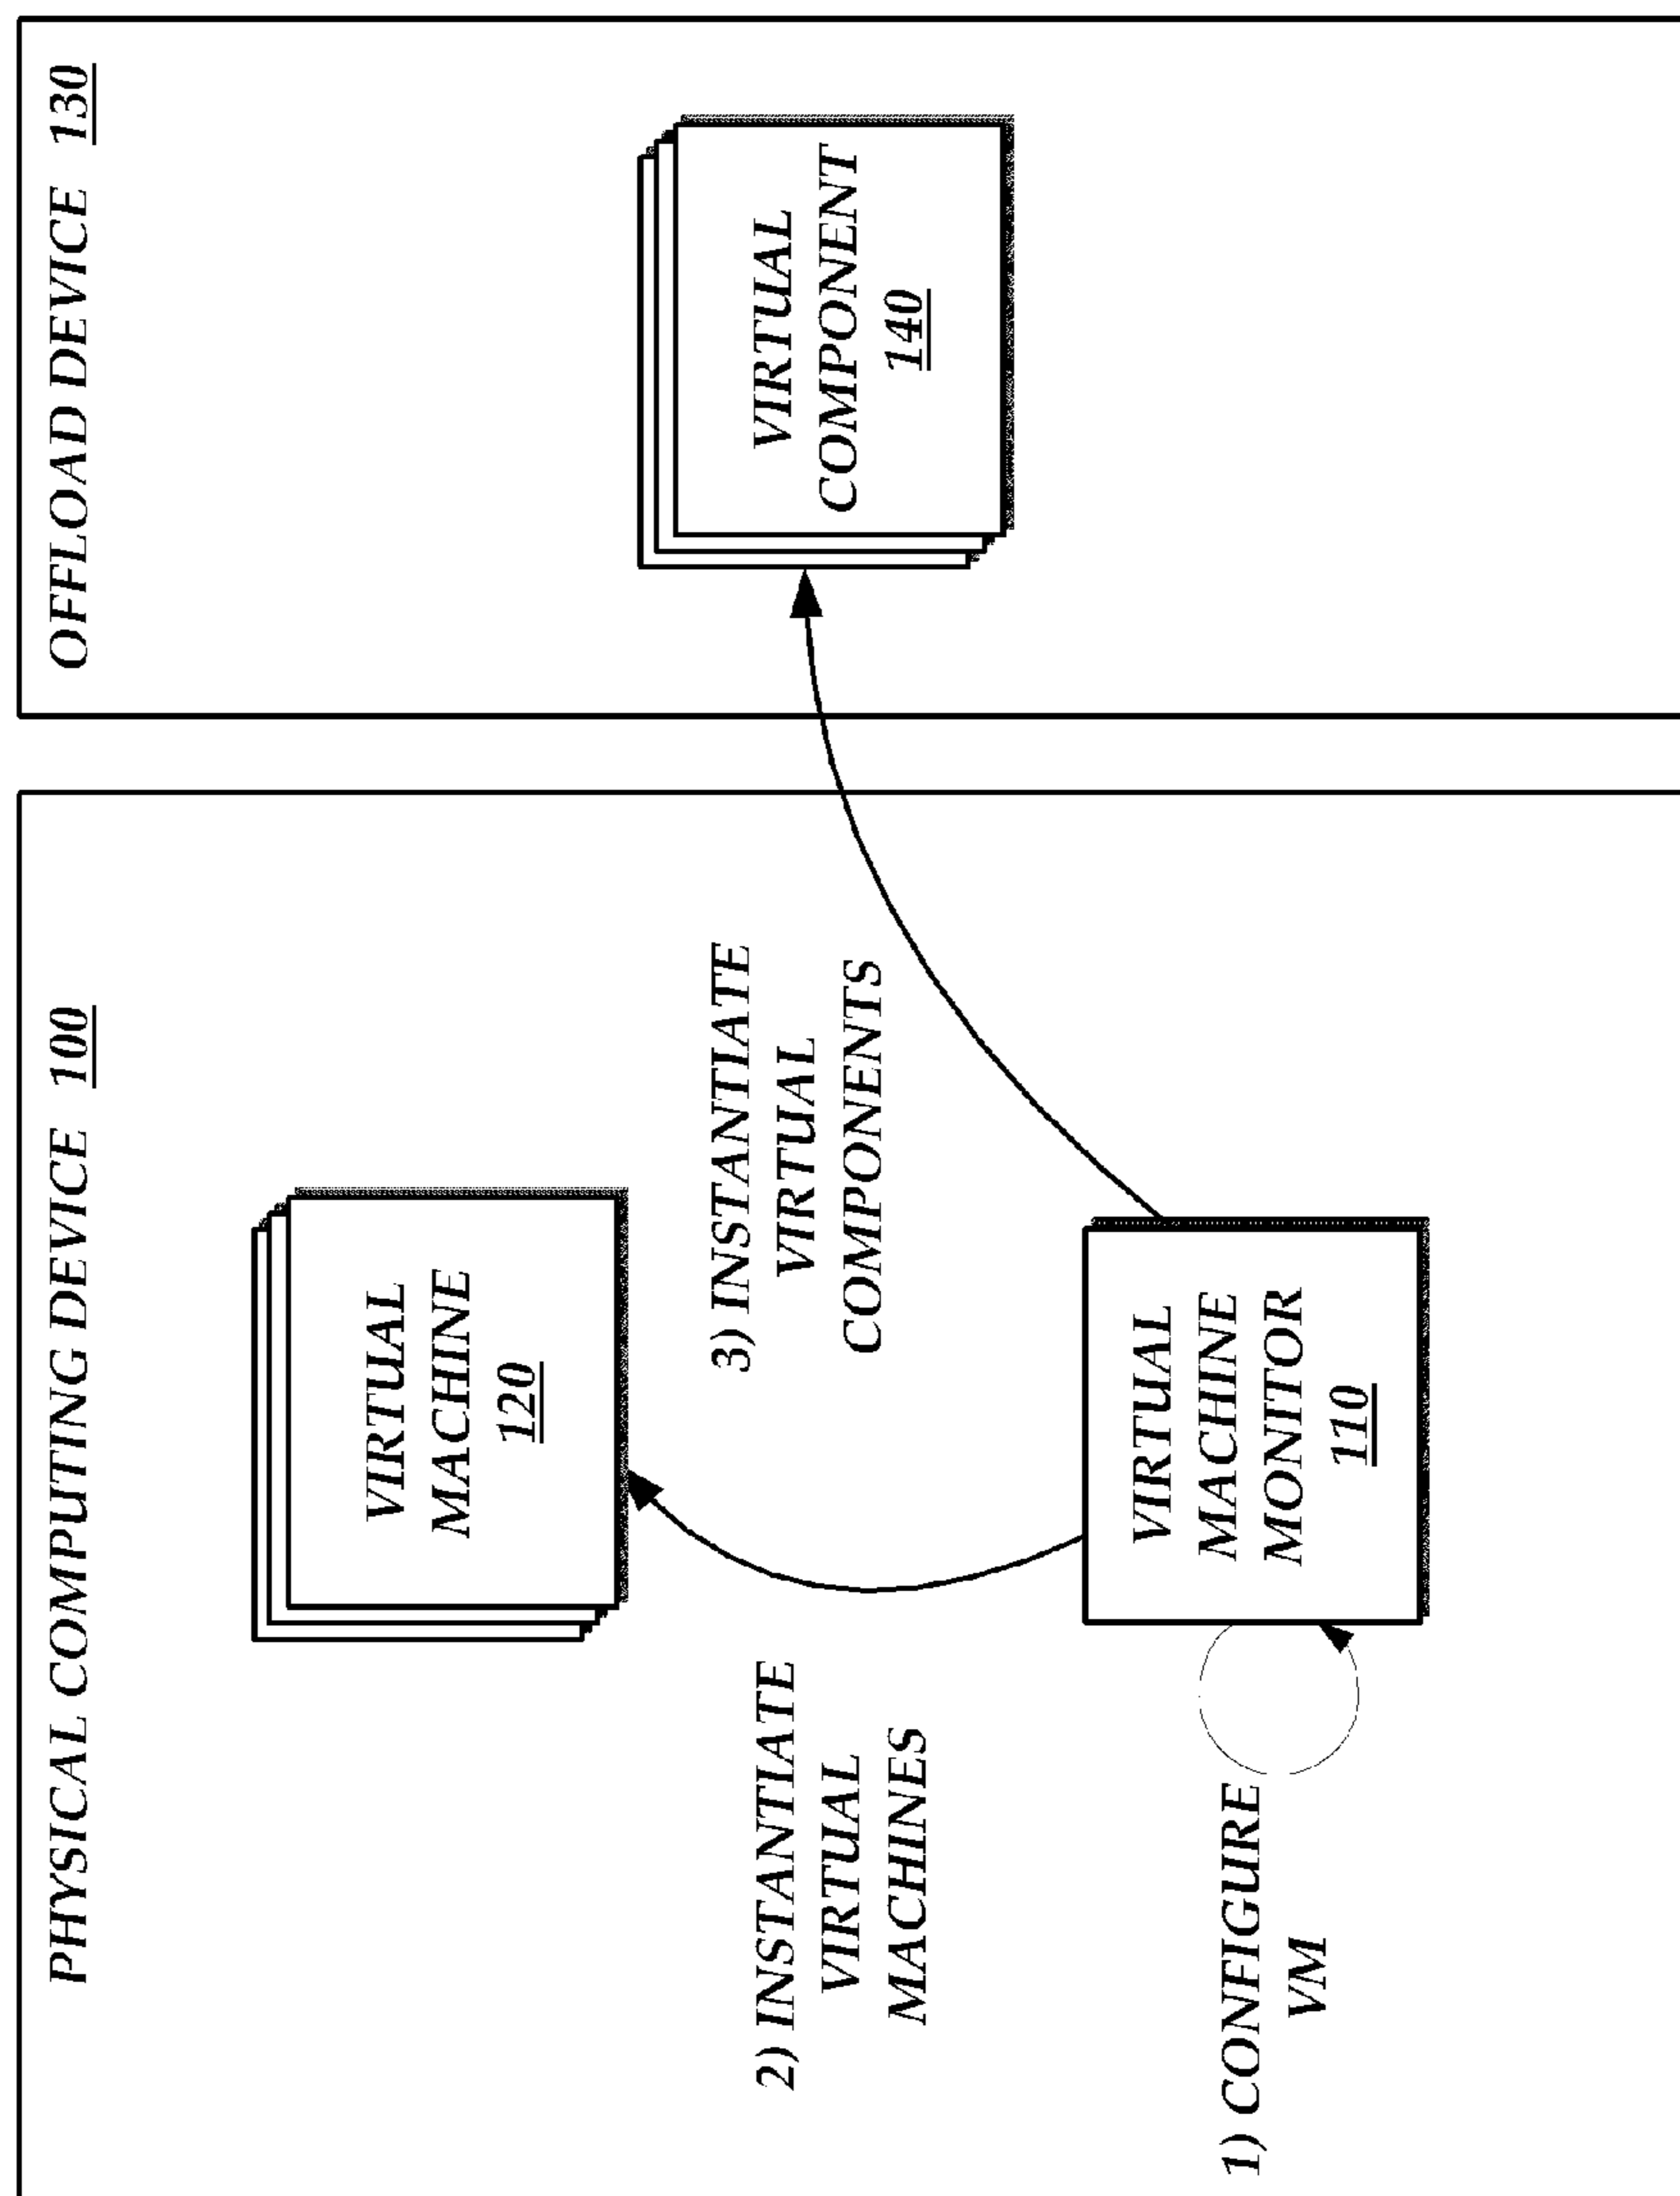 PHYSICAL COMPUTING DEVICE 100
VIRTUAL
MACHINE
120
2) INSTANTIATE
VIRTUAL
MACHINES
3) INSTANTIATE
VIRTUAL
COMPONENTS
1) CONFIGURE
VM
VIRTUAL
MACHINE
MONITOR
110
OFFLOAD DEVICE 130
VIRTUAL
COMPONENT
140